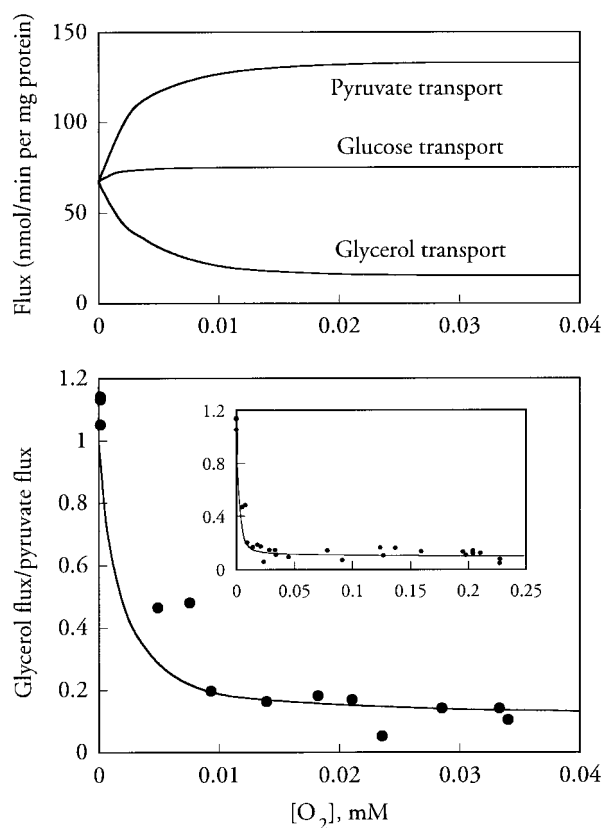 150
100
50
0
Flux (nmol/min per mg protein)
Pyruvate transport
Glucose transport
Glycerol transport
0 0.01 0.02 0.03 0.04
1.2
1
0.8
0.6
0.4
0.2
0
Glycerol flux/pyruvate flux
1.2
0.8
0.4
0
0 0.05 0.1 0.15 0.2 0.25
0 0.01 0.02 0.03 0.04
[O₂], mM